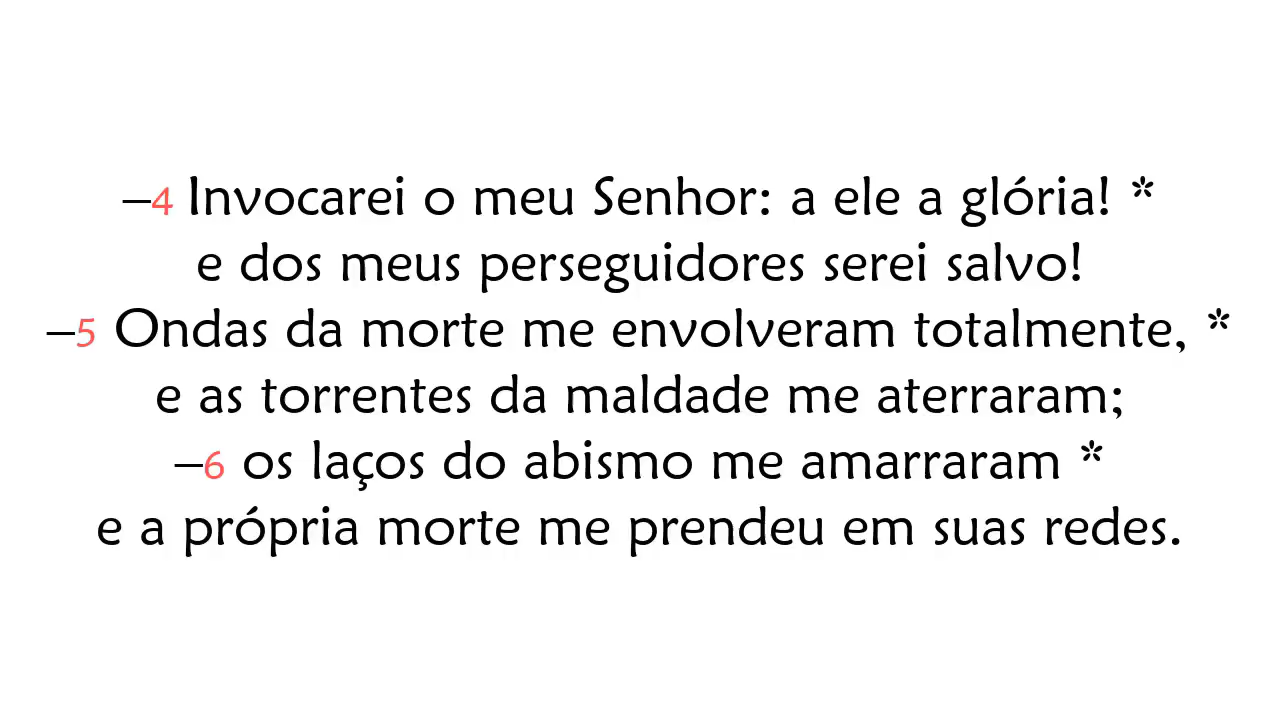 –4 Invocarei o meu Senhor: a ele a glória! *
e dos meus perseguidores serei salvo!
–5 Ondas da morte me envolveram totalmente, *
e as torrentes da maldade me aterraram;
–6 os laços do abismo me amarraram *
e a própria morte me prendeu em suas redes.